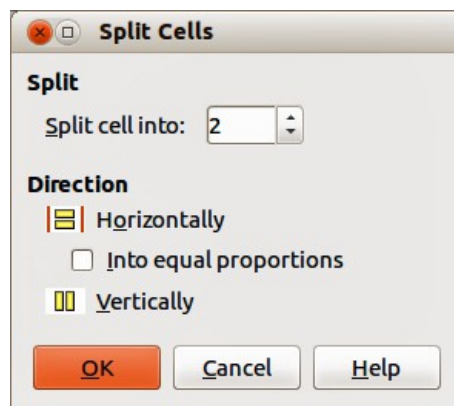 Split Cells
Split
Split cell into: 2
Direction
Horizontally
Into equal proportions
Vertically
OK Cancel Help